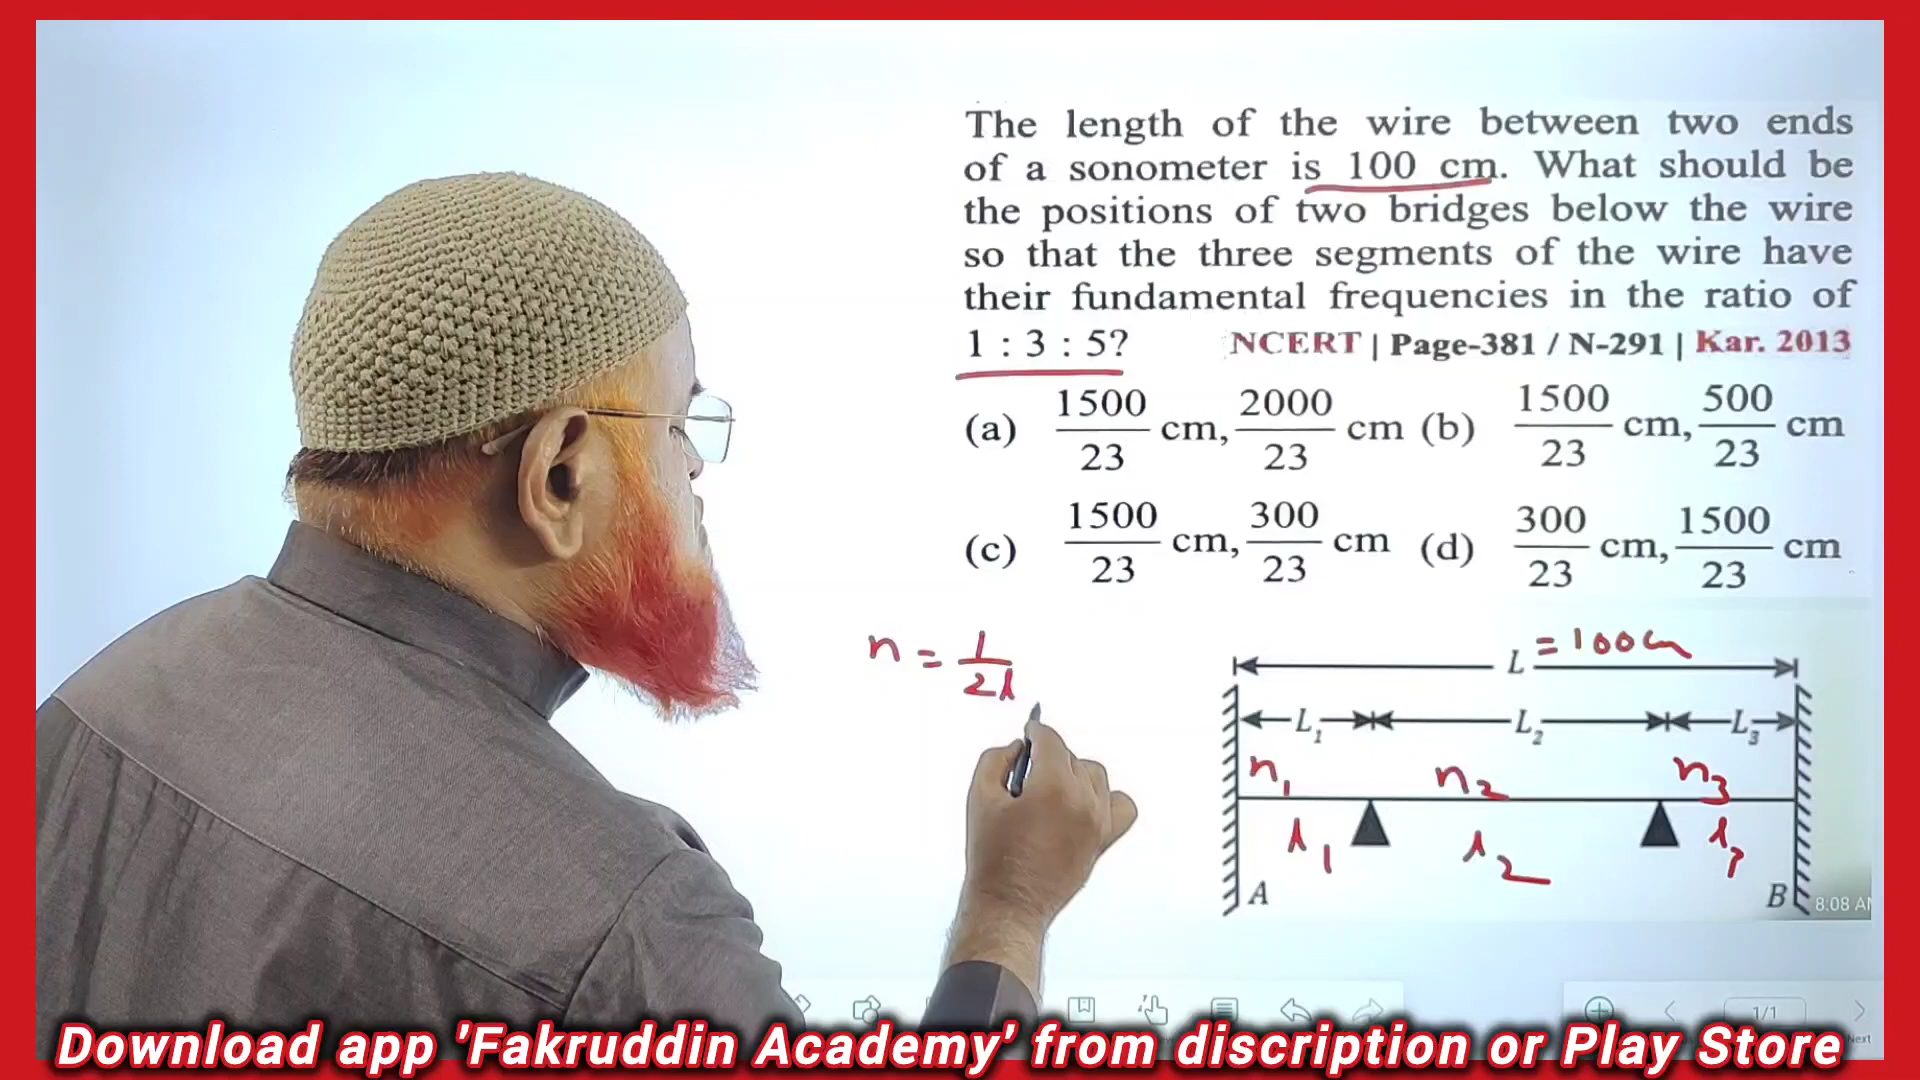 The length of the wire between two ends
of a sonometer is 100 cm. What should be
the positions of two bridges below the wire
so that the three segments of the wire have
their fundamental frequencies in the ratio of
1 : 3 : 5? NCERT | Page-381 / N-291 | Kar. 2013
(a) 1500/23 cm, 2000/23 cm (b) 1500/23 cm, 500/23 cm
(c) 1500/23 cm, 300/23 cm (d) 300/23 cm, 1500/23 cm
n = 1/2l
L = 100cm
L1 L2 L3
n1 n2 n3
l1 l2 l3
A B
8:08 AM
1/1
Next
Download app 'Fakruddin Academy' from discription or Play Store